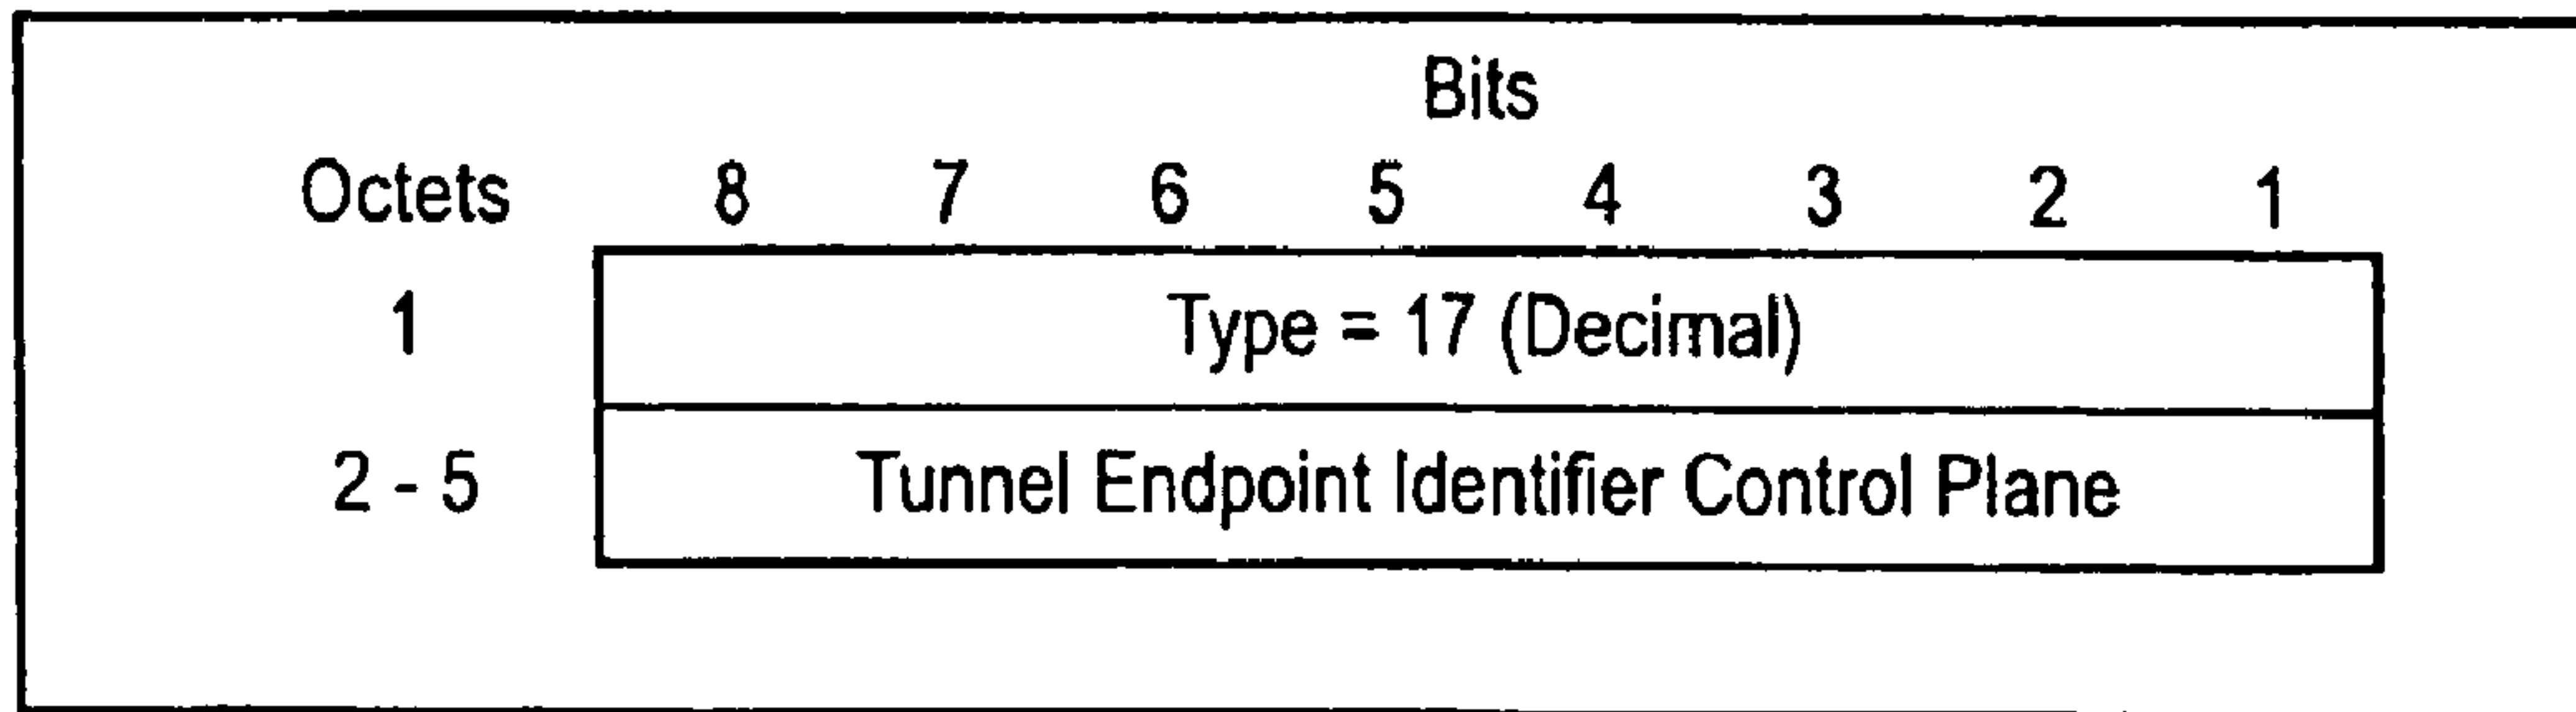 Bits
Octets 8 7 6 5 4 3 2 1
1 Type = 17 (Decimal)
2 - 5 Tunnel Endpoint Identifier Control Plane